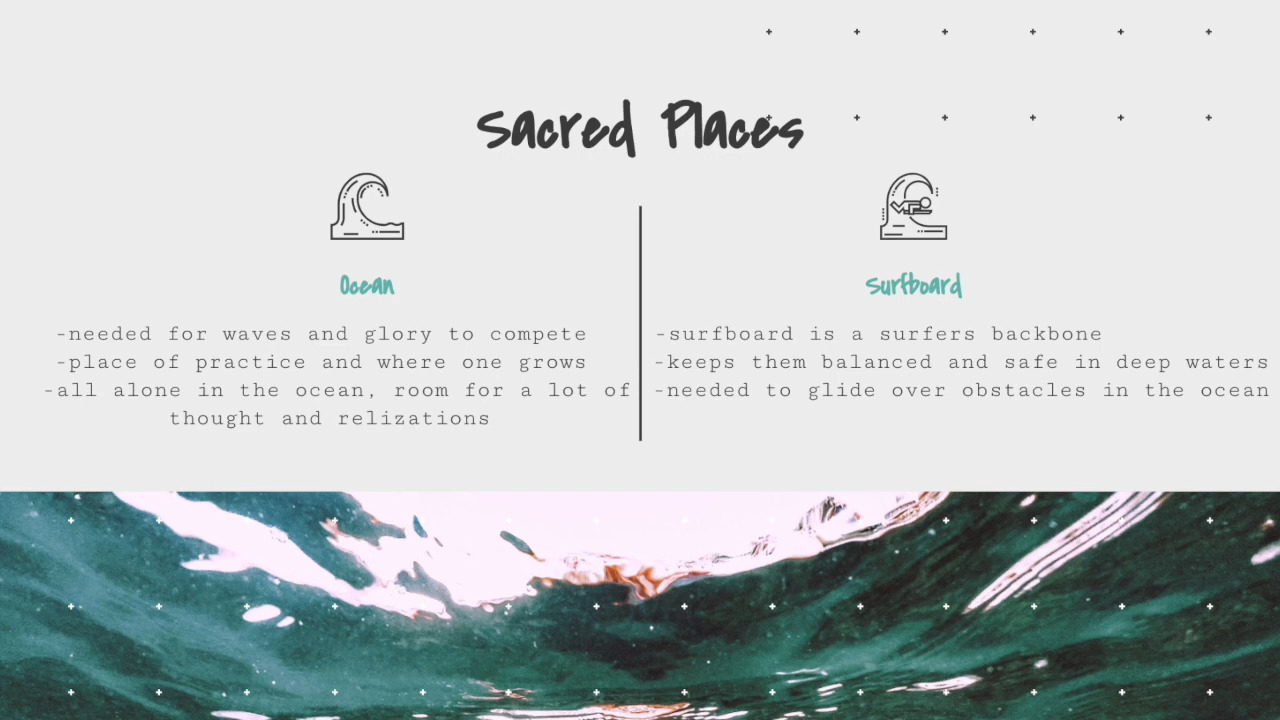 Sacred Places
Ocean
-needed for waves and glory to compete
-place of practice and where one grows
-all alone in the ocean, room for a lot of
thought and relizations
Surfboard
-surfboard is a surfers backbone
-keeps them balanced and safe in deep waters
-needed to glide over obstacles in the ocean